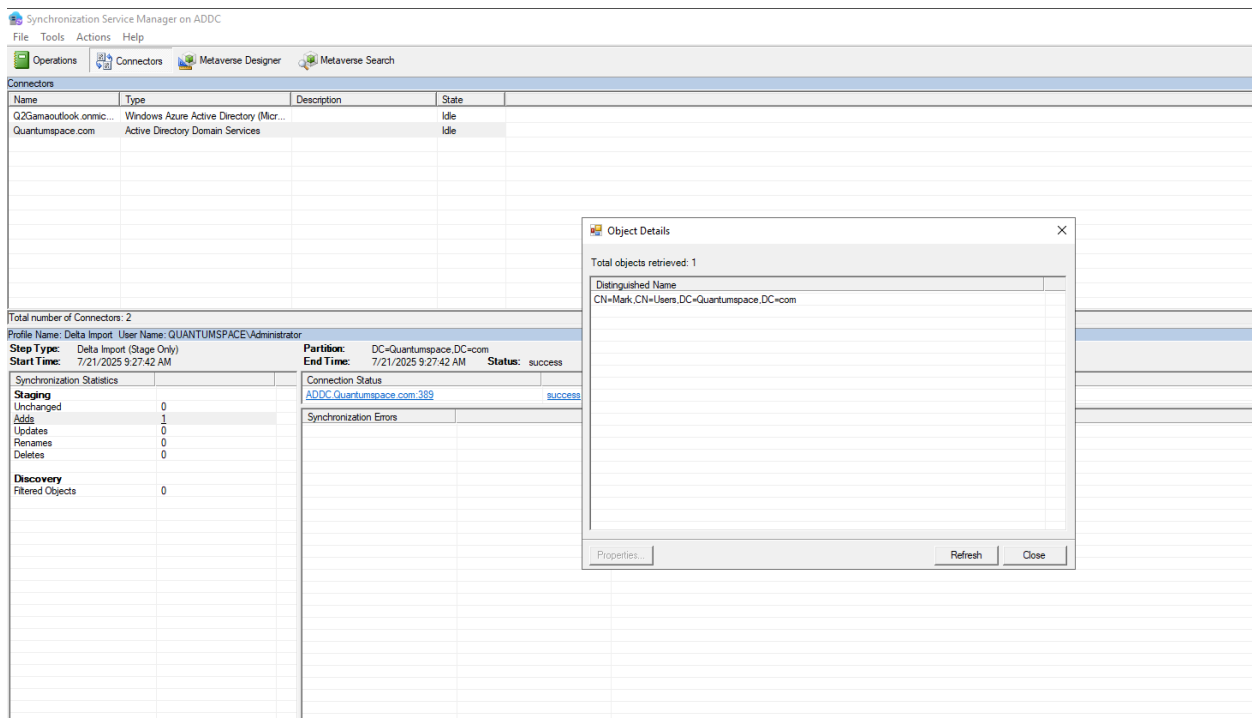 Synchronization Service Manager on ADDC
File Tools Actions Help
Operations Connectors Metaverse Designer Metaverse Search
Connectors
Name Type Description State
Q2Gamaoutlook.onmic... Windows Azure Active Directory (Micr... Idle
Quantumspace.com Active Directory Domain Services Idle
Object Details
Total objects retrieved: 1
Distinguished Name
CN=Mark,CN=Users,DC=Quantumspace,DC=com
Properties... Refresh Close
Total number of Connectors: 2
Profile Name: Delta Import User Name: QUANTUMSPACE\Administrator
Step Type: Delta Import (Stage Only) Partition: DC=Quantumspace,DC=com
Start Time: 7/21/2025 9:27:42 AM End Time: 7/21/2025 9:27:42 AM Status: success
Synchronization Statistics
Staging
Unchanged 0
Adds 1
Updates 0
Renames 0
Deletes 0
Discovery
Filtered Objects 0
Connection Status
ADDC.Quantumspace.com:389 success
Synchronization Errors